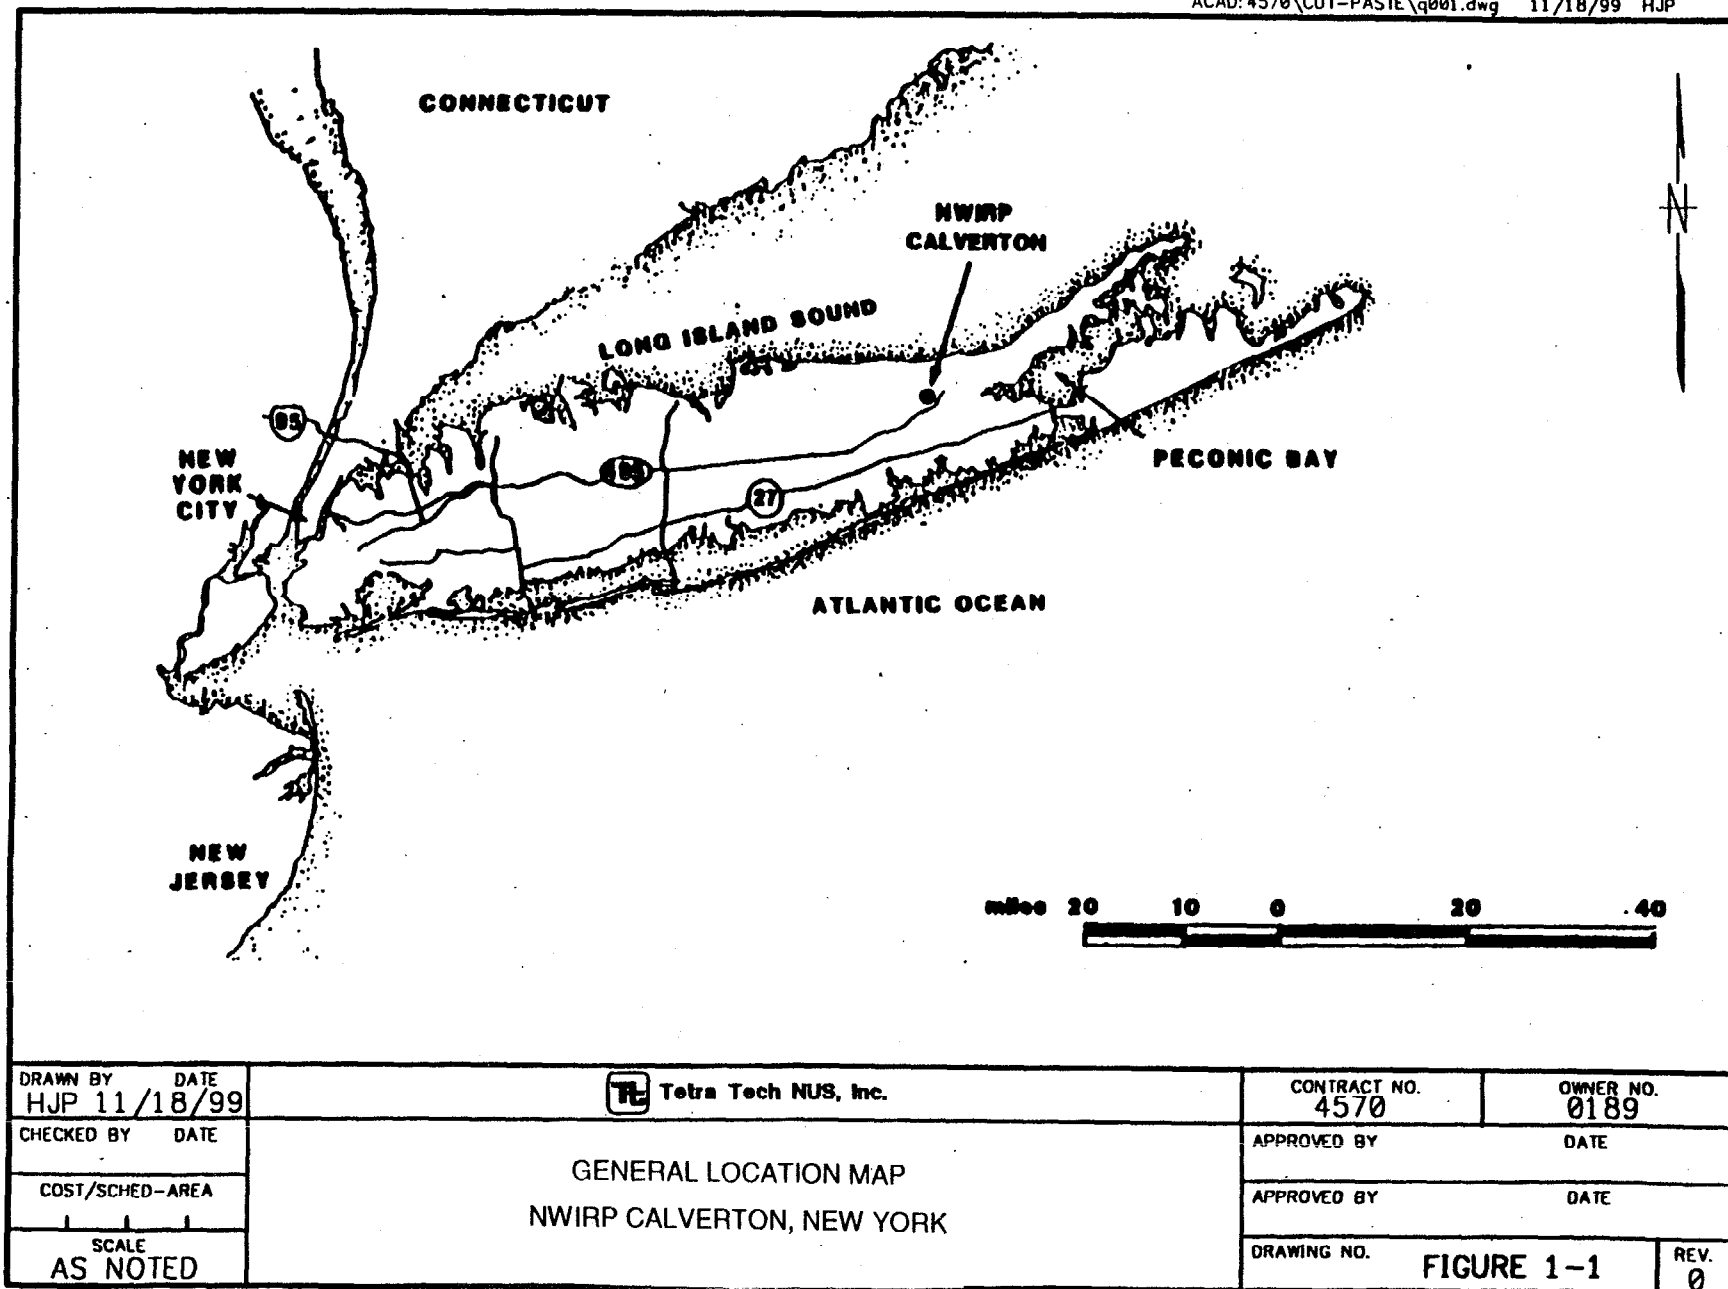 ACAD:4570\CUT-PASTE\q001.dwg 11/18/99 HJP
CONNECTICUT
N
NWIRP
CALVERTON
LONG ISLAND SOUND
95
NEW
YORK
CITY
495
27
PECONIC BAY
ATLANTIC OCEAN
NEW
JERSEY
miles 20 10 0 20 40
DRAWN BY DATE
HJP 11/18/99
CHECKED BY DATE
COST/SCHED-AREA
SCALE
AS NOTED
Tetra Tech NUS, Inc.
GENERAL LOCATION MAP
NWIRP CALVERTON, NEW YORK
CONTRACT NO.
4570
OWNER NO.
0189
APPROVED BY DATE
APPROVED BY DATE
DRAWING NO.
FIGURE 1-1
REV.
0